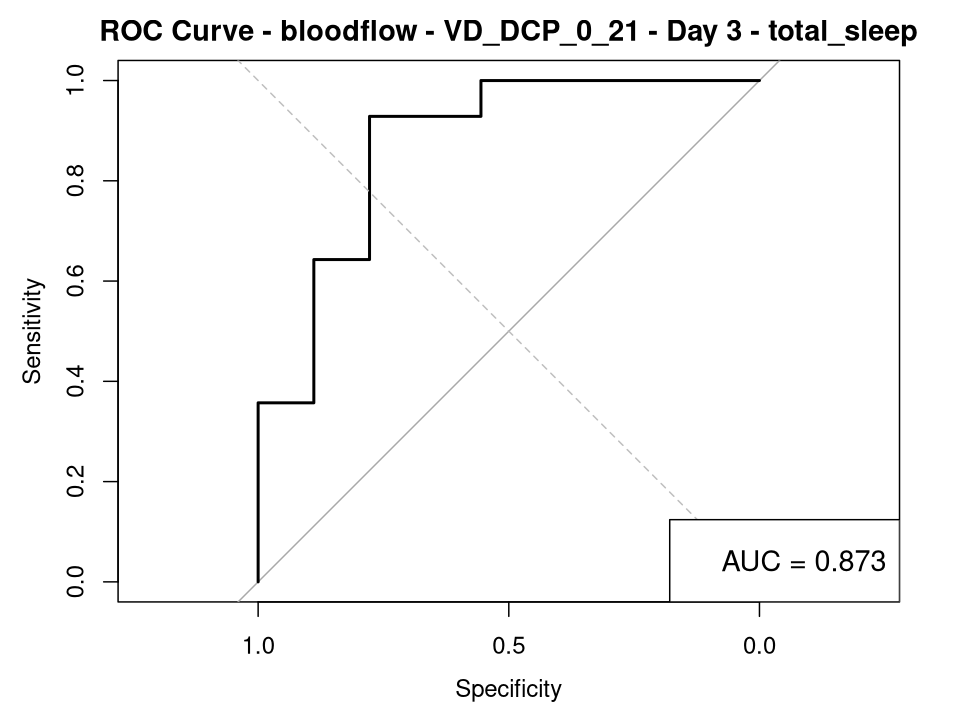 ROC Curve - bloodflow - VD_DCP_0_21 - Day 3 - total_sleep
1.0
0.8
0.6
0.4
0.2
0.0
Sensitivity
AUC = 0.873
1.0 0.5 0.0
Specificity